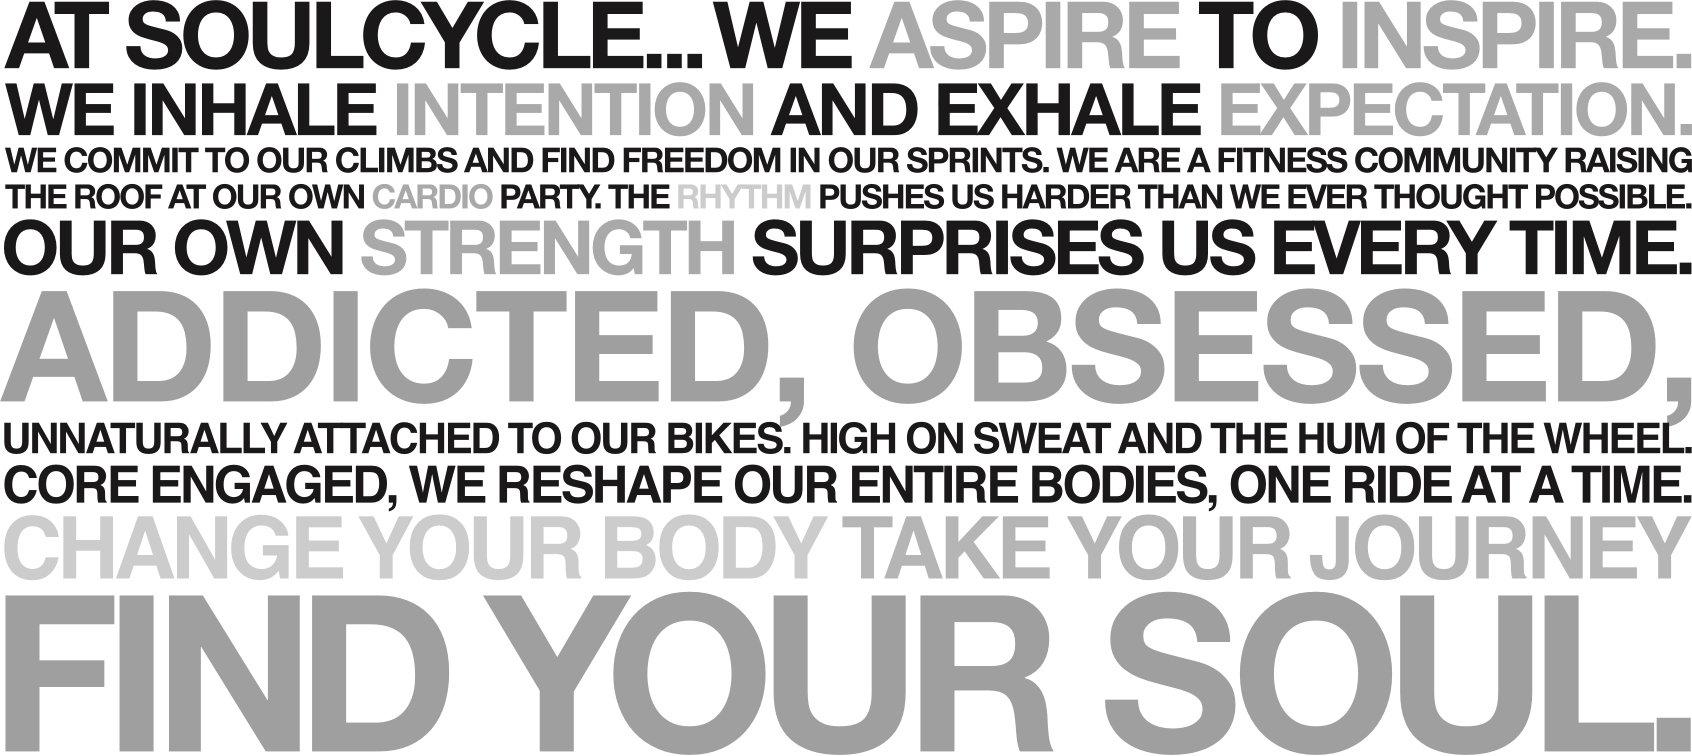 AT SOULCYCLE... WE ASPIRE TO INSPIRE.
WE INHALE INTENTION AND EXHALE EXPECTATION.
WE COMMIT TO OUR CLIMBS AND FIND FREEDOM IN OUR SPRINTS. WE ARE A FITNESS COMMUNITY RAISING
THE ROOF AT OUR OWN CARDIO PARTY. THE RHYTHM PUSHES US HARDER THAN WE EVER THOUGHT POSSIBLE.
OUR OWN STRENGTH SURPRISES US EVERY TIME.
ADDICTED, OBSESSED,
UNNATURALLY ATTACHED TO OUR BIKES. HIGH ON SWEAT AND THE HUM OF THE WHEEL.
CORE ENGAGED, WE RESHAPE OUR ENTIRE BODIES, ONE RIDE AT A TIME.
CHANGE YOUR BODY TAKE YOUR JOURNEY
FIND YOUR SOUL.